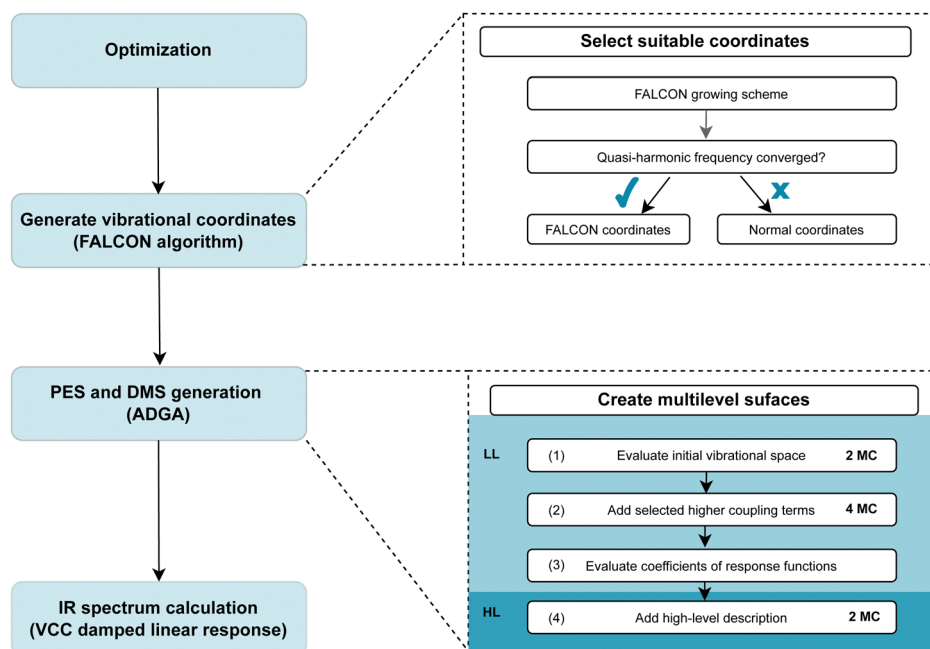 Optimization
Generate vibrational coordinates
(FALCON algorithm)
PES and DMS generation
(ADGA)
IR spectrum calculation
(VCC damped linear response)
Select suitable coordinates
FALCON growing scheme
Quasi-harmonic frequency converged?
FALCON coordinates
Normal coordinates
Create multilevel sufaces
LL
(1) Evaluate initial vibrational space 2 MC
(2) Add selected higher coupling terms 4 MC
(3) Evaluate coefficients of response functions
HL
(4) Add high-level description 2 MC